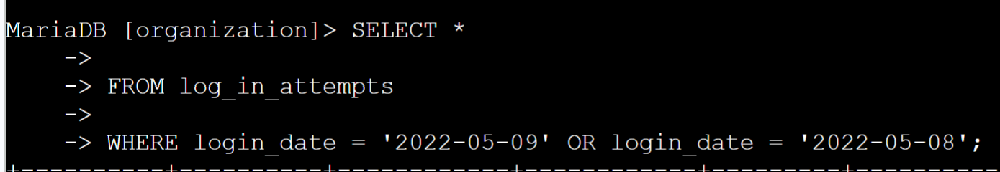 MariaDB [organization]> SELECT *
    ->
    -> FROM log_in_attempts
    ->
    -> WHERE login_date = '2022-05-09' OR login_date = '2022-05-08';
+----------+----------+------------+------------+---------+----------